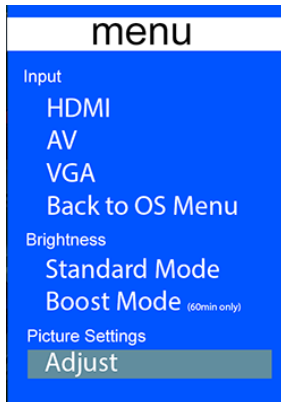 menu
Input
HDMI
AV
VGA
Back to OS Menu
Brightness
Standard Mode
Boost Mode (60min only)
Picture Settings
Adjust